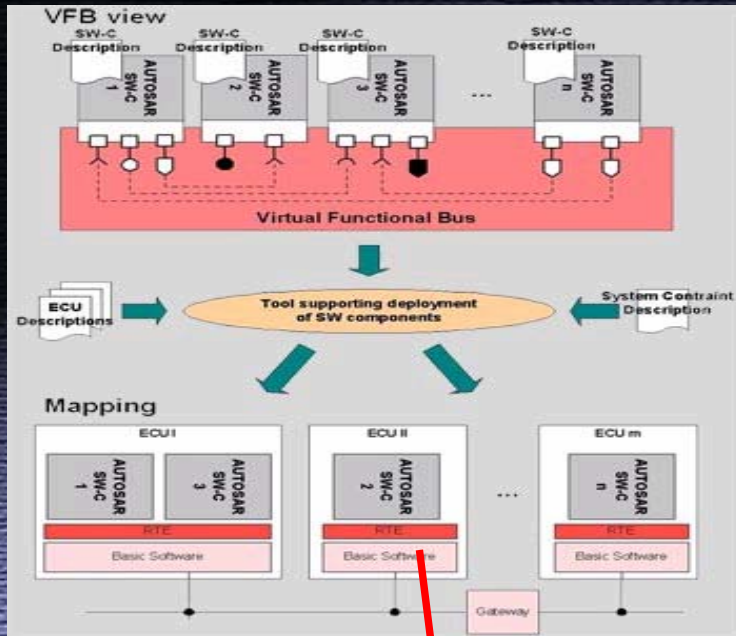 VFB view
SW-C
Description
SW-C
Description
SW-C
Description
SW-C
Description
AUTOSAR
SW-C
1
AUTOSAR
SW-C
2
AUTOSAR
SW-C
3
...
AUTOSAR
SW-C
n
Virtual Functional Bus
ECU
Descriptions
Tool supporting deployment
of SW components
System Contraint
Description
Mapping
ECU I
ECU II
ECU m
AUTOSAR
SW-C
1
AUTOSAR
SW-C
3
AUTOSAR
SW-C
2
...
AUTOSAR
SW-C
n
RTE
RTE
RTE
Basic Software
Basic Software
Basic Software
Gateway